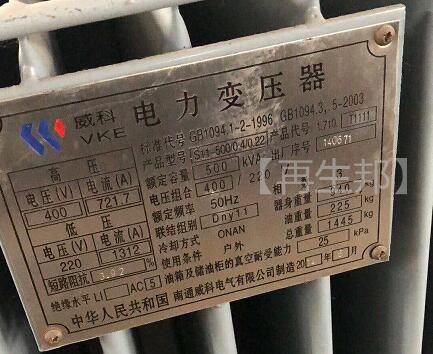 威科
VKE
电力变压器
标准代号 GB1094.1-2-1996 GB1094.3, 5-2003
产品型号 S11-500/0.4/0.22 产品代号 1.710 11111
额定容量 500 kVA 出厂序号 140671
高压
电压(V) 电流(A)
400 721.7
低压
电压(V) 电流(A)
220 1312
短路阻抗 3.92 %
绝缘水平 LI AC 5
电压组合 400 220
额定频率 50Hz
联结组别 Dny11
冷却方式 ONAN
户外
相数 3
器身重量 340 kg
油重量 225 kg
总重量 1445 kg
油箱及储油柜的真空耐受能力 25 kPa
中华人民共和国 南通威科电气有限公司制造 20
【再生邦】